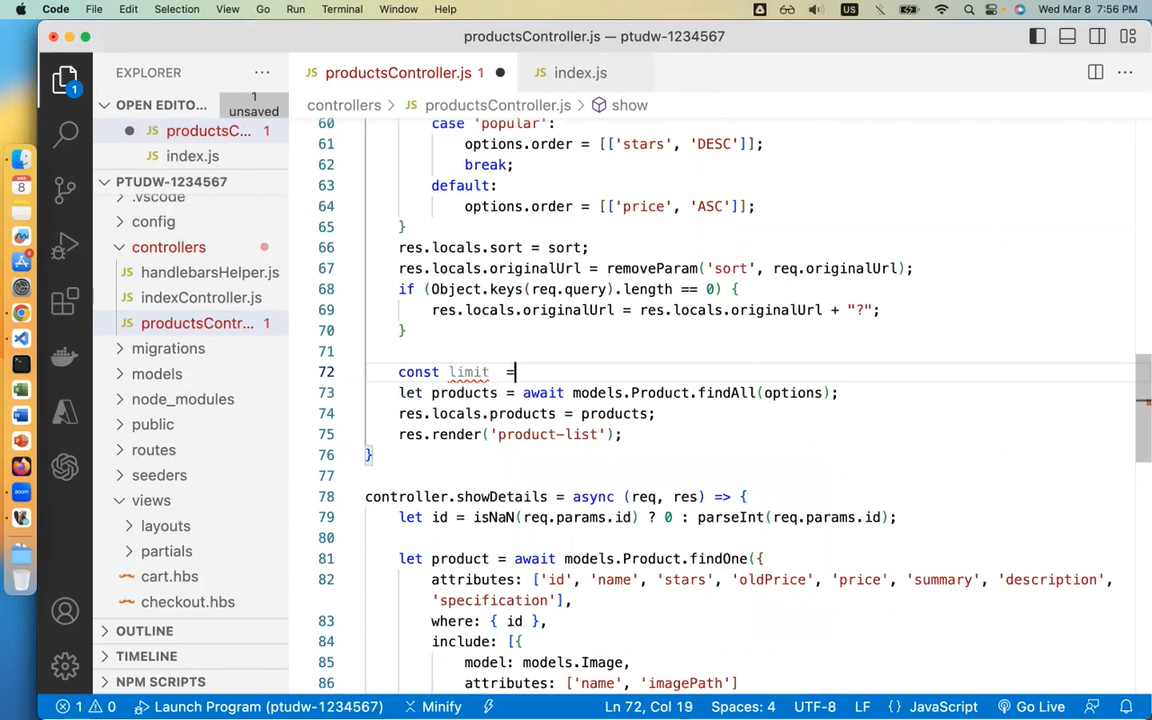 Code File Edit Selection View Go Run Terminal Window Help US Wed Mar 8 7:56 PM
productsController.js — ptudw-1234567
EXPLORER
productsController.js 1
index.js
OPEN EDITO...
1 unsaved
controllers > JS productsController.js > show
JS productsC... 1
JS index.js
PTUDW-1234567
.vscode
config
controllers
JS handlebarsHelper.js
JS indexController.js
JS productsContr... 1
migrations
models
node_modules
public
routes
seeders
views
layouts
partials
cart.hbs
checkout.hbs
OUTLINE
TIMELINE
NPM SCRIPTS
60 case 'popular':
61 options.order = [['stars', 'DESC']];
62 break;
63 default:
64 options.order = [['price', 'ASC']];
65 }
66 res.locals.sort = sort;
67 res.locals.originalUrl = removeParam('sort', req.originalUrl);
68 if (Object.keys(req.query).length == 0) {
69 res.locals.originalUrl = res.locals.originalUrl + "?";
70 }
71
72 const limit =
73 let products = await models.Product.findAll(options);
74 res.locals.products = products;
75 res.render('product-list');
76 }
77
78 controller.showDetails = async (req, res) => {
79 let id = isNaN(req.params.id) ? 0 : parseInt(req.params.id);
80
81 let product = await models.Product.findOne({
82 attributes: ['id', 'name', 'stars', 'oldPrice', 'price', 'summary', 'description',
'specification'],
83 where: { id },
84 include: [{
85 model: models.Image,
86 attributes: ['name', 'imagePath']
1 0 Launch Program (ptudw-1234567) Minify Ln 72, Col 19 Spaces: 4 UTF-8 LF {} JavaScript Go Live